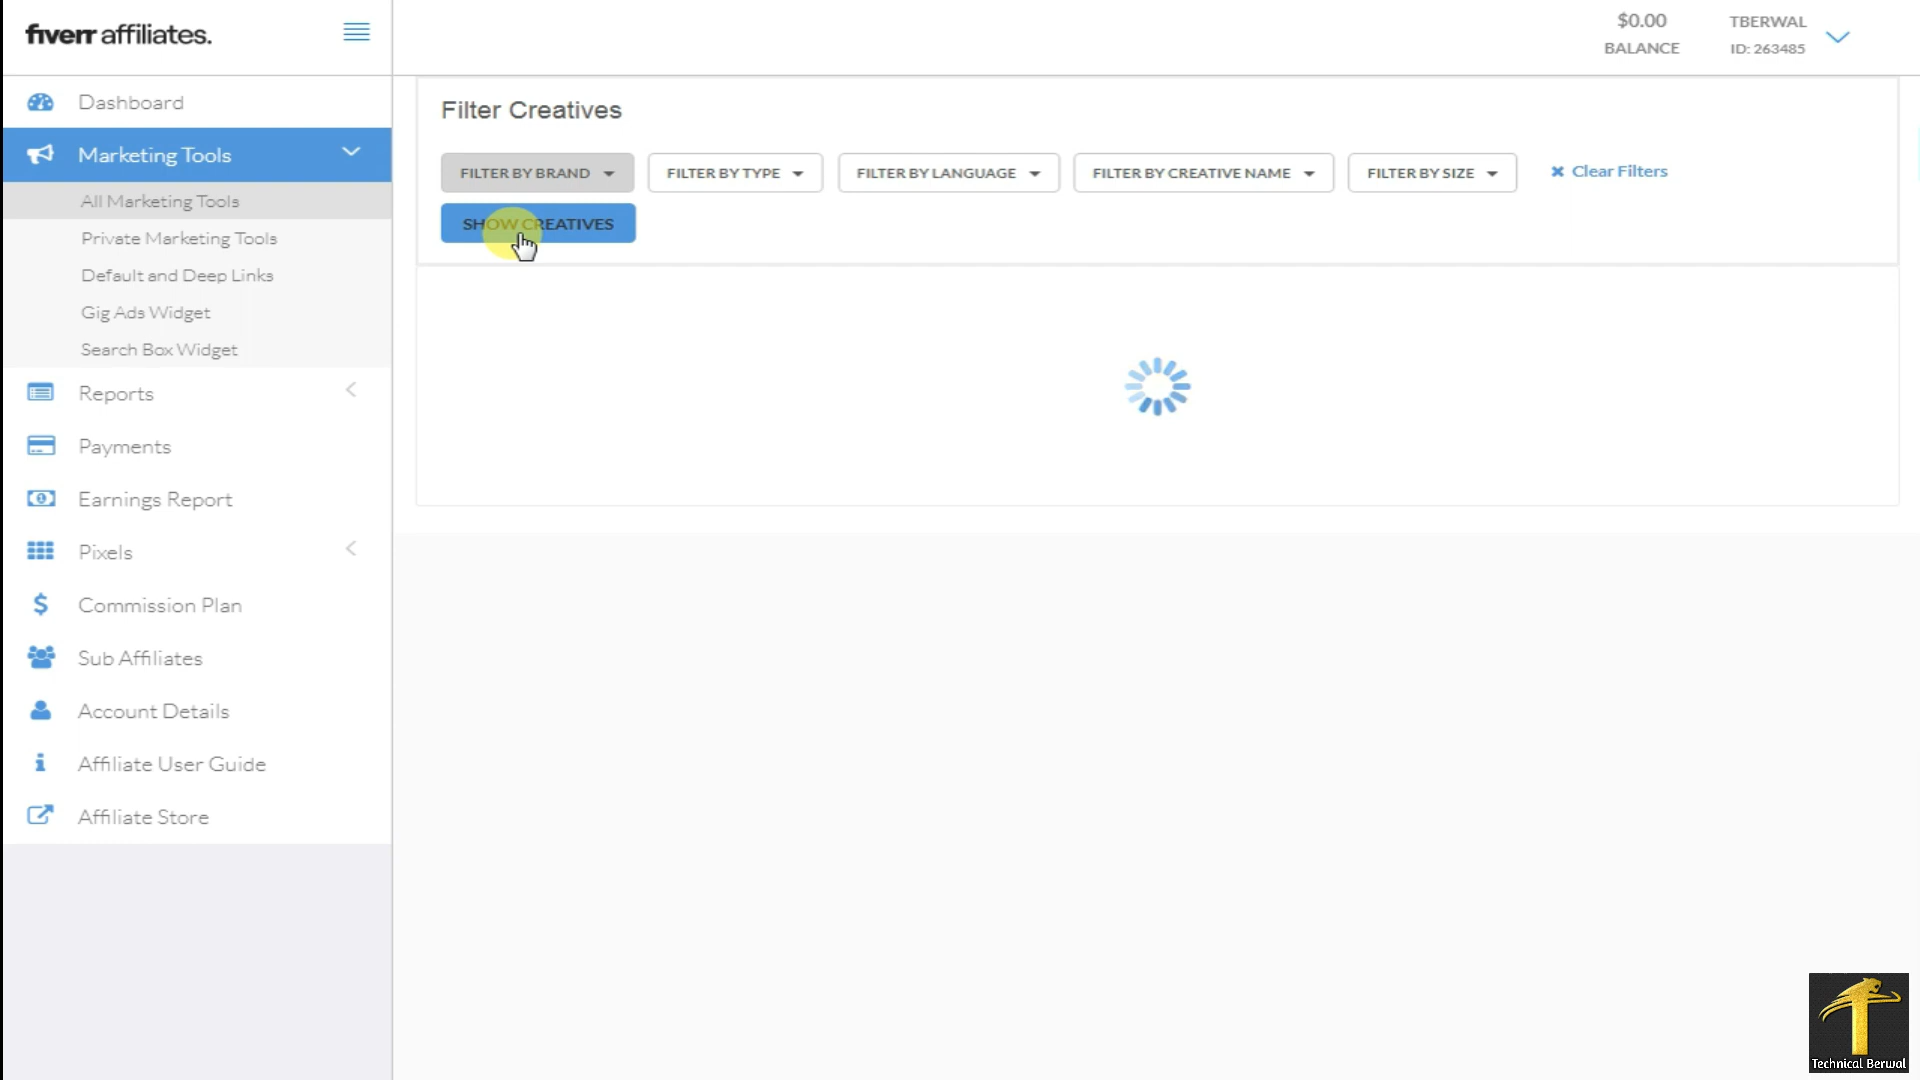 fiverr affiliates.
$0.00
BALANCE
TBERWAL
ID: 263485
Dashboard
Marketing Tools
All Marketing Tools
Private Marketing Tools
Default and Deep Links
Gig Ads Widget
Search Box Widget
Reports
Payments
Earnings Report
Pixels
Commission Plan
Sub Affiliates
Account Details
Affiliate User Guide
Affiliate Store
Filter Creatives
FILTER BY BRAND
FILTER BY TYPE
FILTER BY LANGUAGE
FILTER BY CREATIVE NAME
FILTER BY SIZE
Clear Filters
SHOW CREATIVES
Technical Berwal